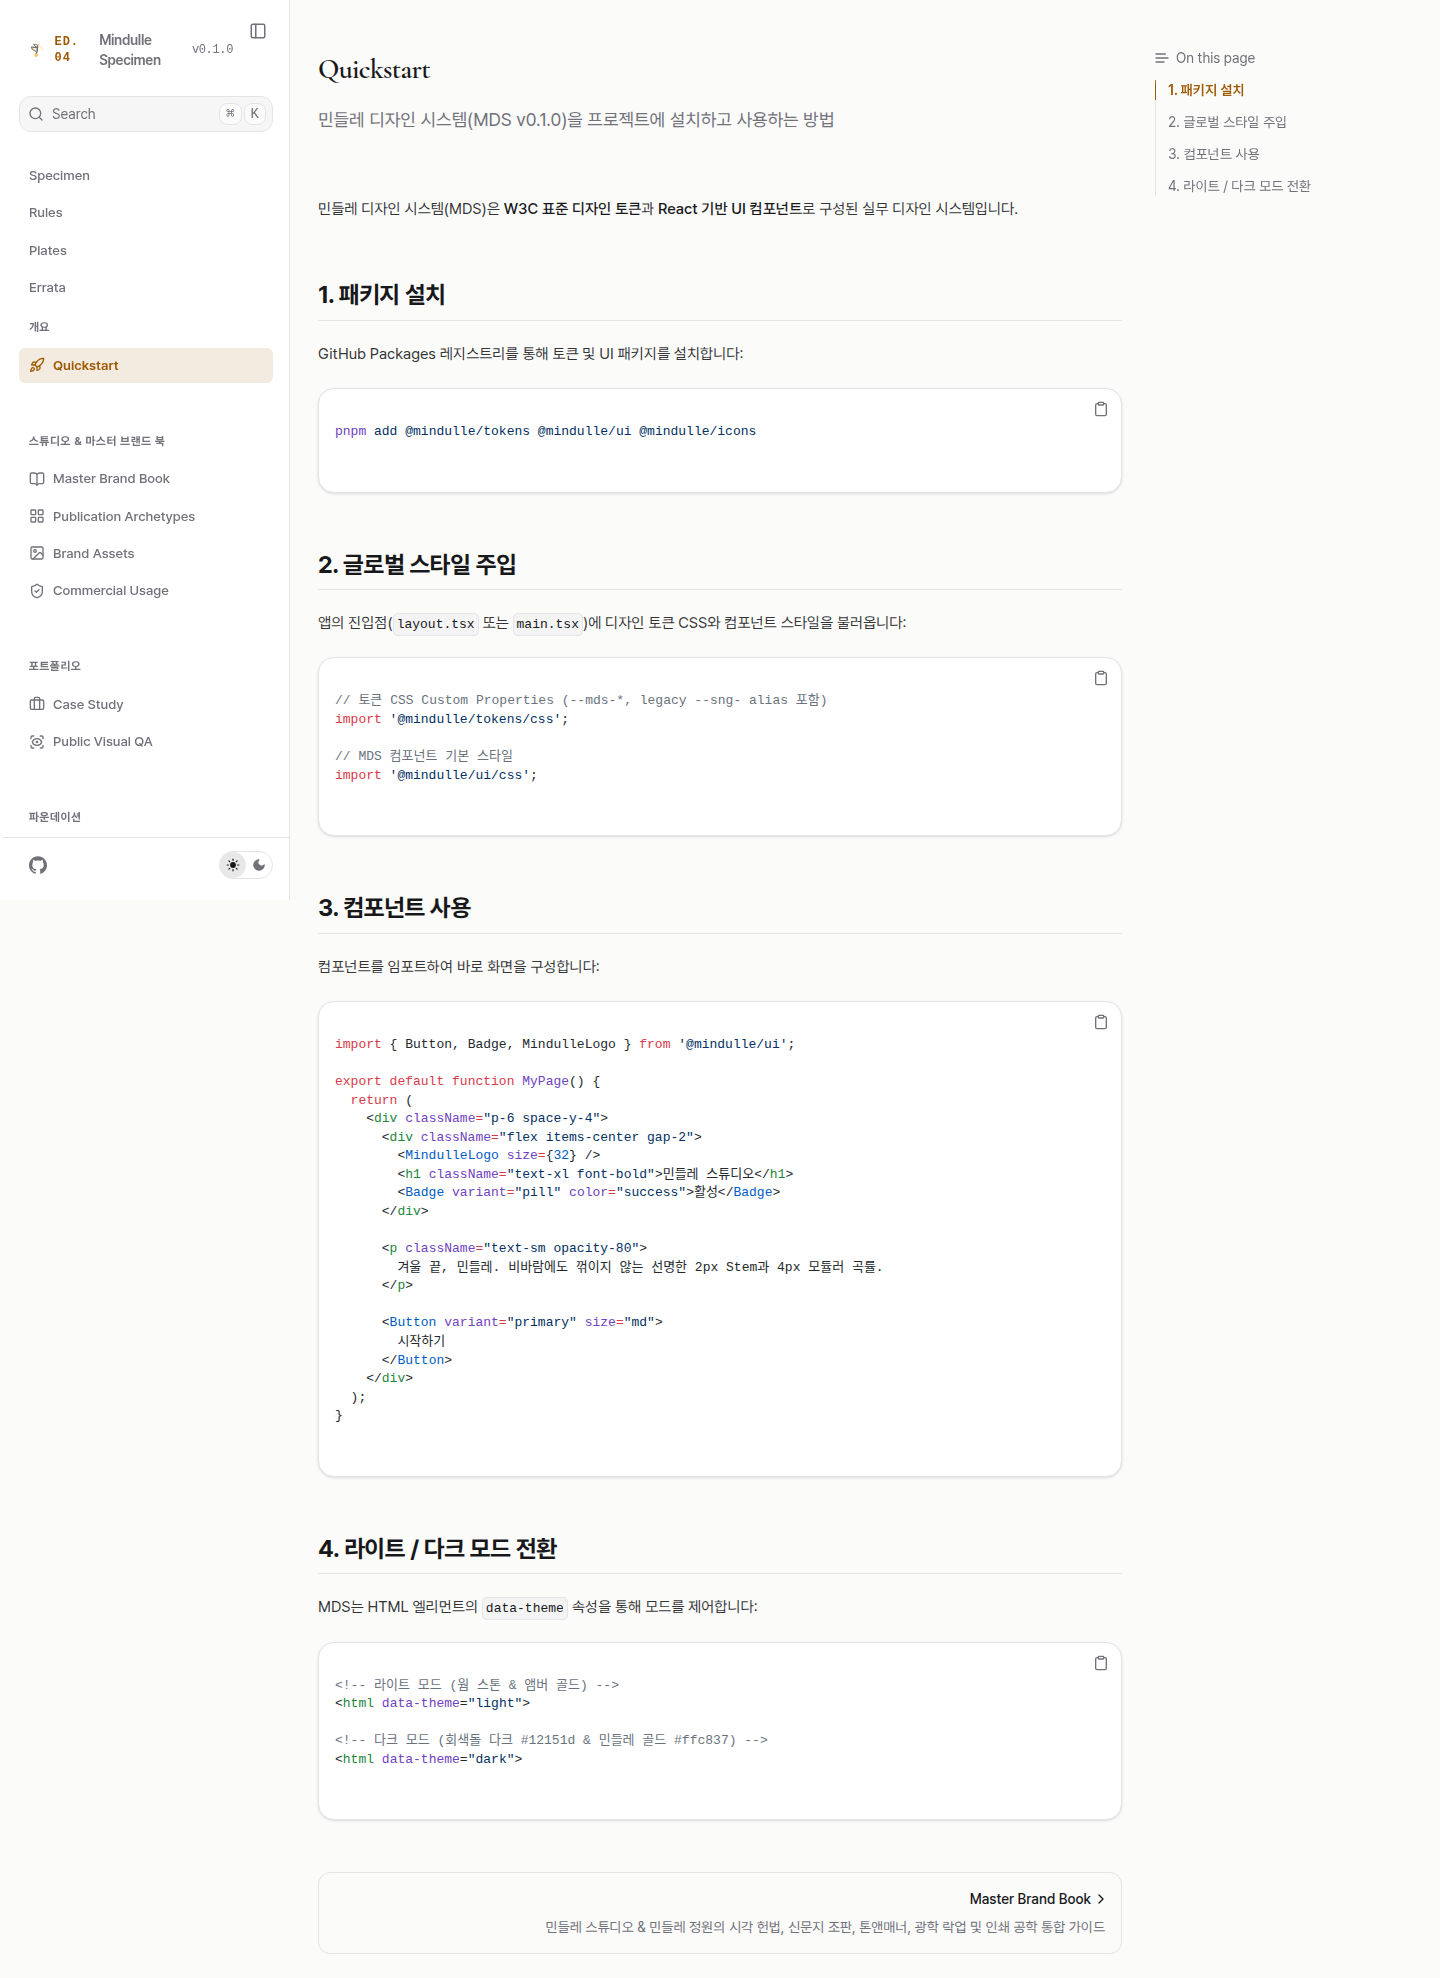 ED.
04
Mindulle
Specimen
v0.1.0
Search
⌘ K
Specimen
Rules
Plates
Errata
개요
Quickstart
스튜디오 & 마스터 브랜드 북
Master Brand Book
Publication Archetypes
Brand Assets
Commercial Usage
포트폴리오
Case Study
Public Visual QA
파운데이션
Quickstart
민들레 디자인 시스템(MDS v0.1.0)을 프로젝트에 설치하고 사용하는 방법
민들레 디자인 시스템(MDS)은 W3C 표준 디자인 토큰과 React 기반 UI 컴포넌트로 구성된 실무 디자인 시스템입니다.
1. 패키지 설치
GitHub Packages 레지스트리를 통해 토큰 및 UI 패키지를 설치합니다:
pnpm add @mindulle/tokens @mindulle/ui @mindulle/icons
2. 글로벌 스타일 주입
앱의 진입점(layout.tsx 또는 main.tsx)에 디자인 토큰 CSS와 컴포넌트 스타일을 불러옵니다:
// 토큰 CSS Custom Properties (--mds-*, legacy --sng- alias 포함)
import '@mindulle/tokens/css';
// MDS 컴포넌트 기본 스타일
import '@mindulle/ui/css';
3. 컴포넌트 사용
컴포넌트를 임포트하여 바로 화면을 구성합니다:
import { Button, Badge, MindulleLogo } from '@mindulle/ui';
export default function MyPage() {
  return (
    <div className="p-6 space-y-4">
      <div className="flex items-center gap-2">
        <MindulleLogo size={32} />
        <h1 className="text-xl font-bold">민들레 스튜디오</h1>
        <Badge variant="pill" color="success">활성</Badge>
      </div>
      <p className="text-sm opacity-80">
        겨울 끝, 민들레. 비바람에도 꺾이지 않는 선명한 2px Stem과 4px 모듈러 곡률.
      </p>
      <Button variant="primary" size="md">
        시작하기
      </Button>
    </div>
  );
}
4. 라이트 / 다크 모드 전환
MDS는 HTML 엘리먼트의 data-theme 속성을 통해 모드를 제어합니다:
<!-- 라이트 모드 (웜 스톤 & 앰버 골드) -->
<html data-theme="light">
<!-- 다크 모드 (회색돌 다크 #12151d & 민들레 골드 #ffc837) -->
<html data-theme="dark">
Master Brand Book
민들레 스튜디오 & 민들레 정원의 시각 헌법, 신문지 조판, 톤앤매너, 광학 락업 및 인쇄 공학 통합 가이드
On this page
1. 패키지 설치
2. 글로벌 스타일 주입
3. 컴포넌트 사용
4. 라이트 / 다크 모드 전환